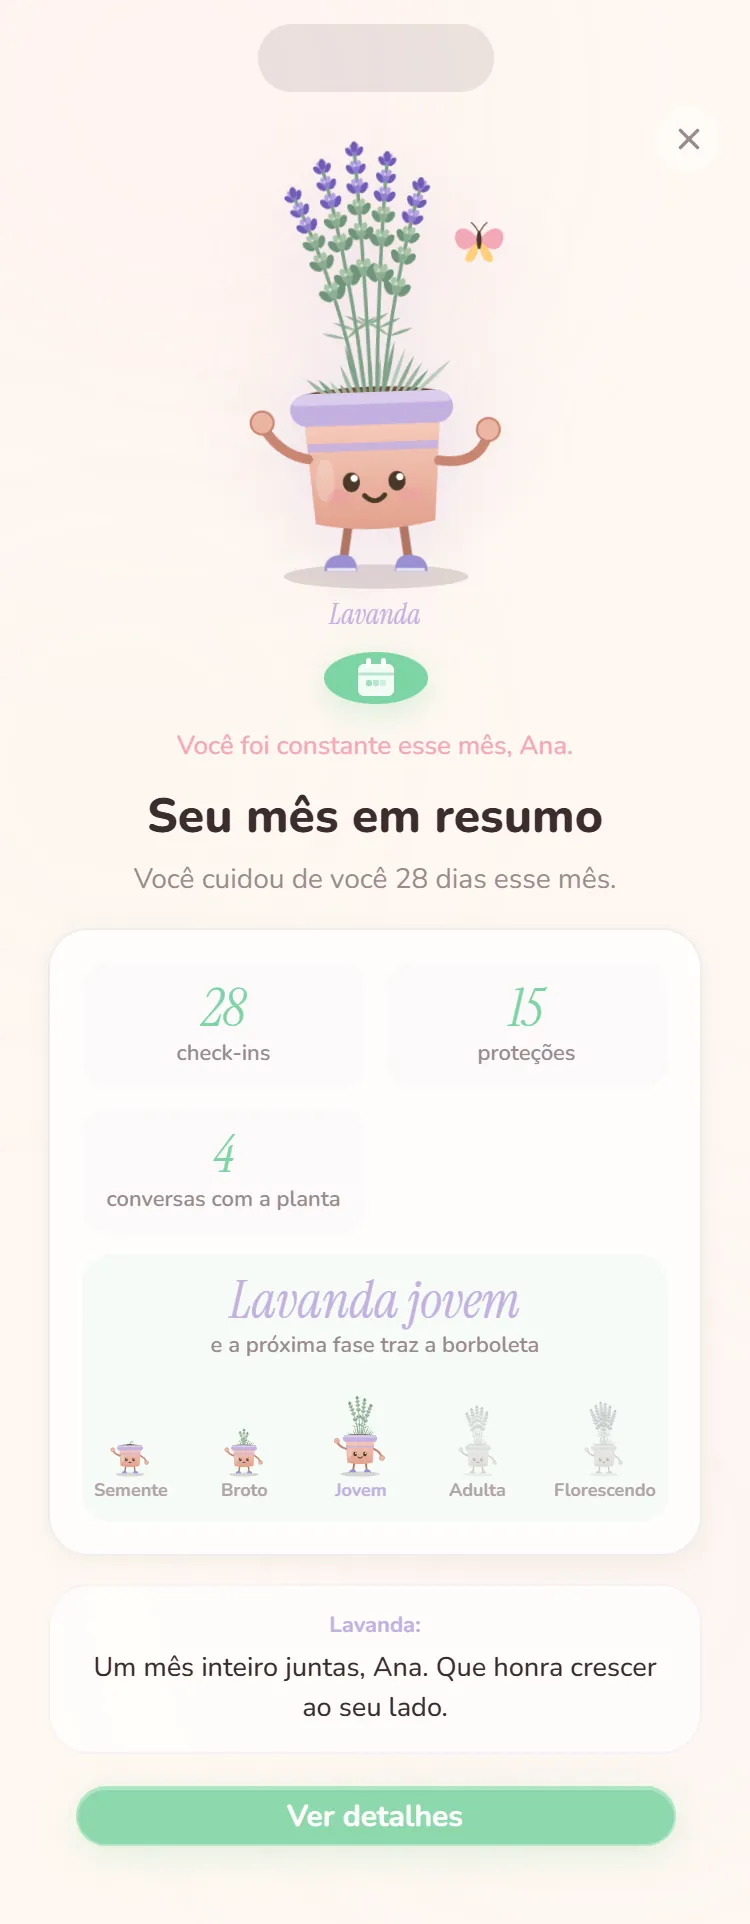 Lavanda
Você foi constante esse mês, Ana.
Seu mês em resumo
Você cuidou de você 28 dias esse mês.
28
check-ins
15
proteções
4
conversas com a planta
Lavanda jovem
e a próxima fase traz a borboleta
Semente
Broto
Jovem
Adulta
Florescendo
Lavanda:
Um mês inteiro juntas, Ana. Que honra crescer
ao seu lado.
Ver detalhes